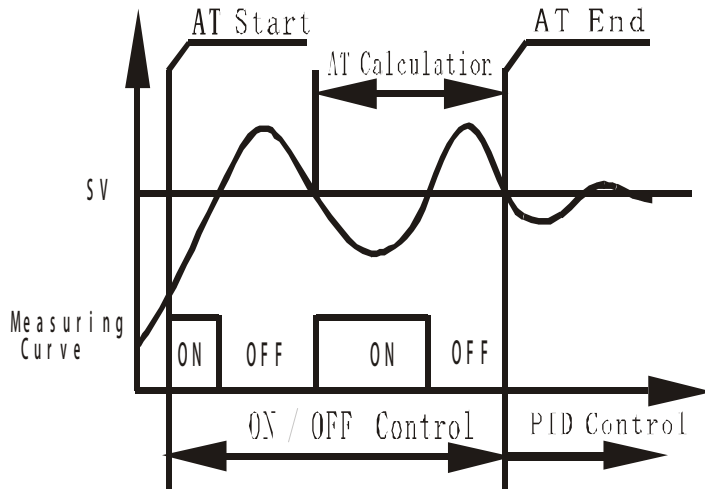 AT Start
AT End
AT Calculation
SV
Measuring
Curve
ON
OFF
ON
OFF
ON / OFF Control
PID Control